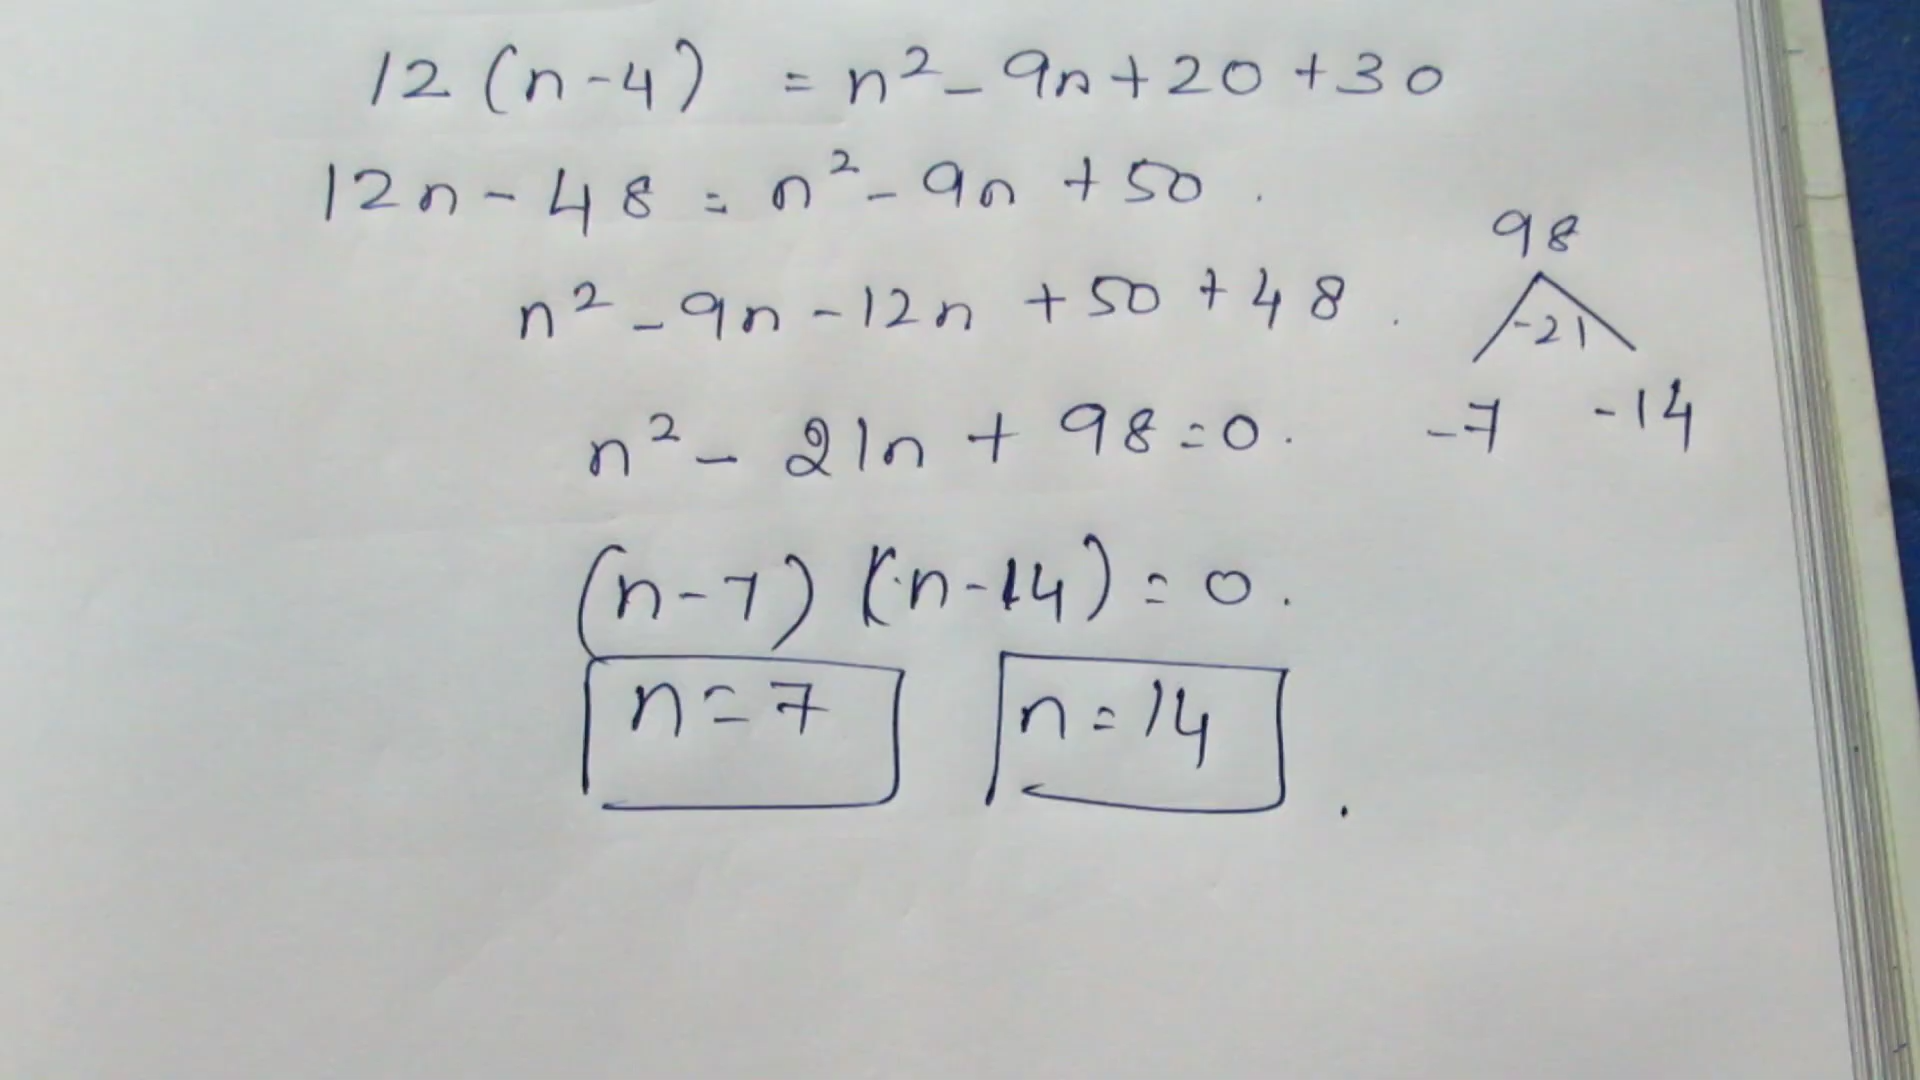 12 (n-4) = n² - 9n + 20 + 30
12n - 48 = n² - 9n + 50 .
n² - 9n - 12n + 50 + 48 .
n² - 21n + 98 = 0 .
(n-7) (n-14) = 0 .
n = 7 n = 14 .
98
-21
-7 -14